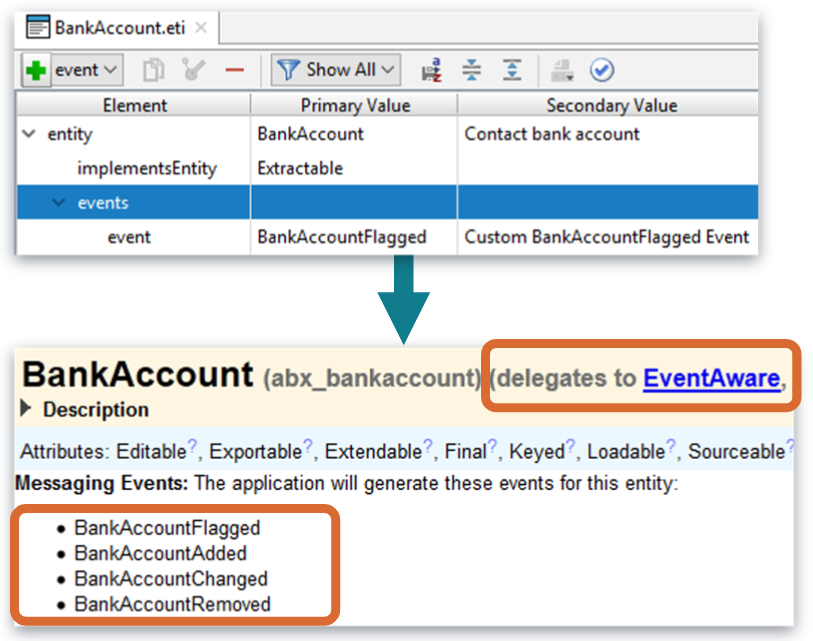 BankAccount.eti ×
event Show All
Element Primary Value Secondary Value
entity BankAccount Contact bank account
implementsEntity Extractable
events
event BankAccountFlagged Custom BankAccountFlagged Event
BankAccount (abx_bankaccount) (delegates to EventAware,
Description
Attributes: Editable?, Exportable?, Extendable?, Final?, Keyed?, Loadable?, Sourceable?
Messaging Events: The application will generate these events for this entity:
• BankAccountFlagged
• BankAccountAdded
• BankAccountChanged
• BankAccountRemoved